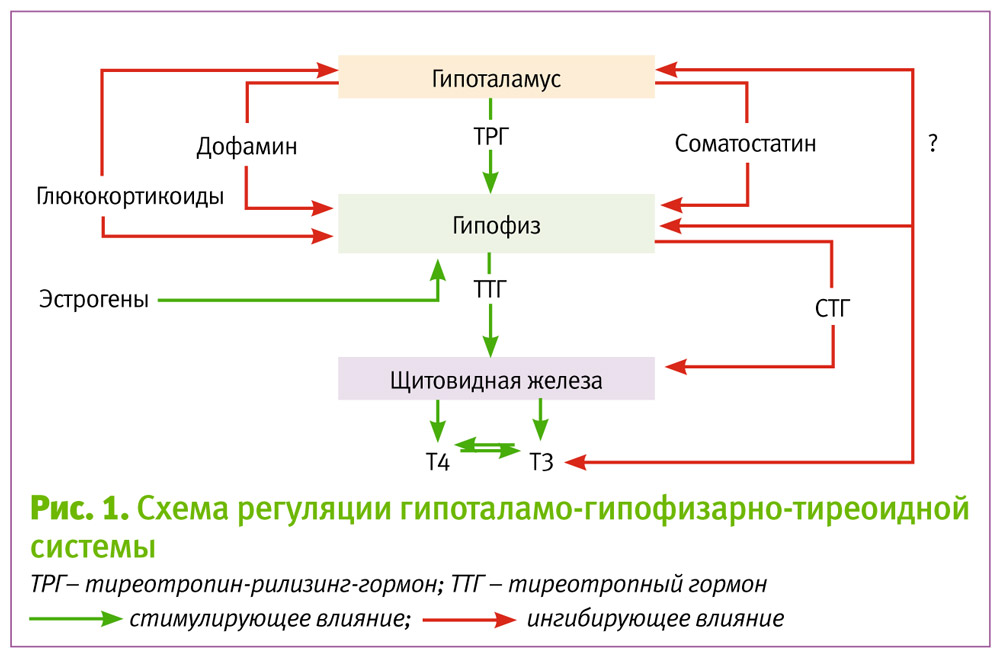 Гипоталамус
ТРГ
Дофамин
Соматостатин
?
Глюкокортикоиды
Гипофиз
Эстрогены
ТТГ
СТГ
Щитовидная железа
Т4
Т3
Рис. 1. Схема регуляции гипоталамо-гипофизарно-тиреоидной
системы
ТРГ– тиреотропин-рилизинг-гормон; ТТГ – тиреотропный гормон
стимулирующее влияние; ингибирующее влияние